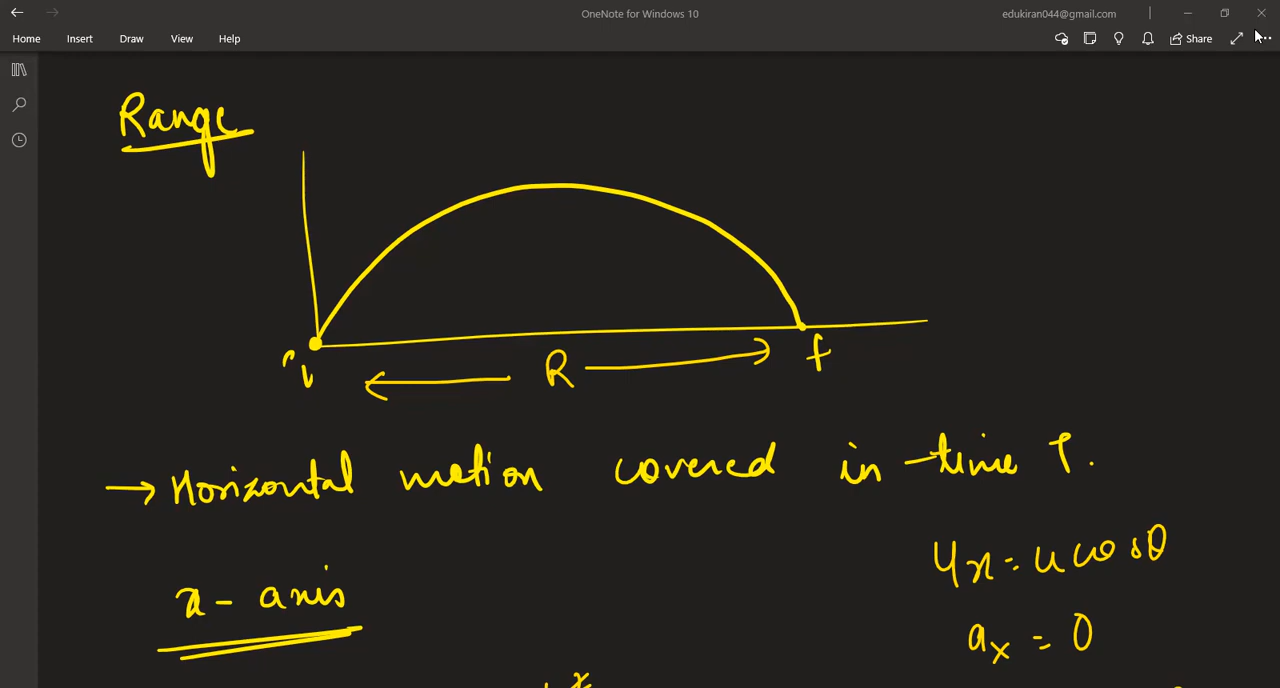 OneNote for Windows 10
edukiran044@gmail.com
Home Insert Draw View Help
Share
Range
i
R
f
→ Horizontal motion covered in time T.
ux = u cos θ
x - axis
ax = 0